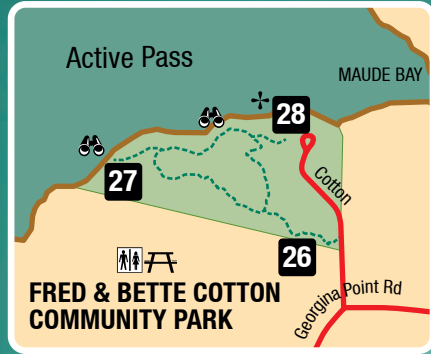 Active Pass
MAUDE BAY
28
27
Cotton
26
FRED & BETTE COTTON
COMMUNITY PARK
Georgina Point Rd